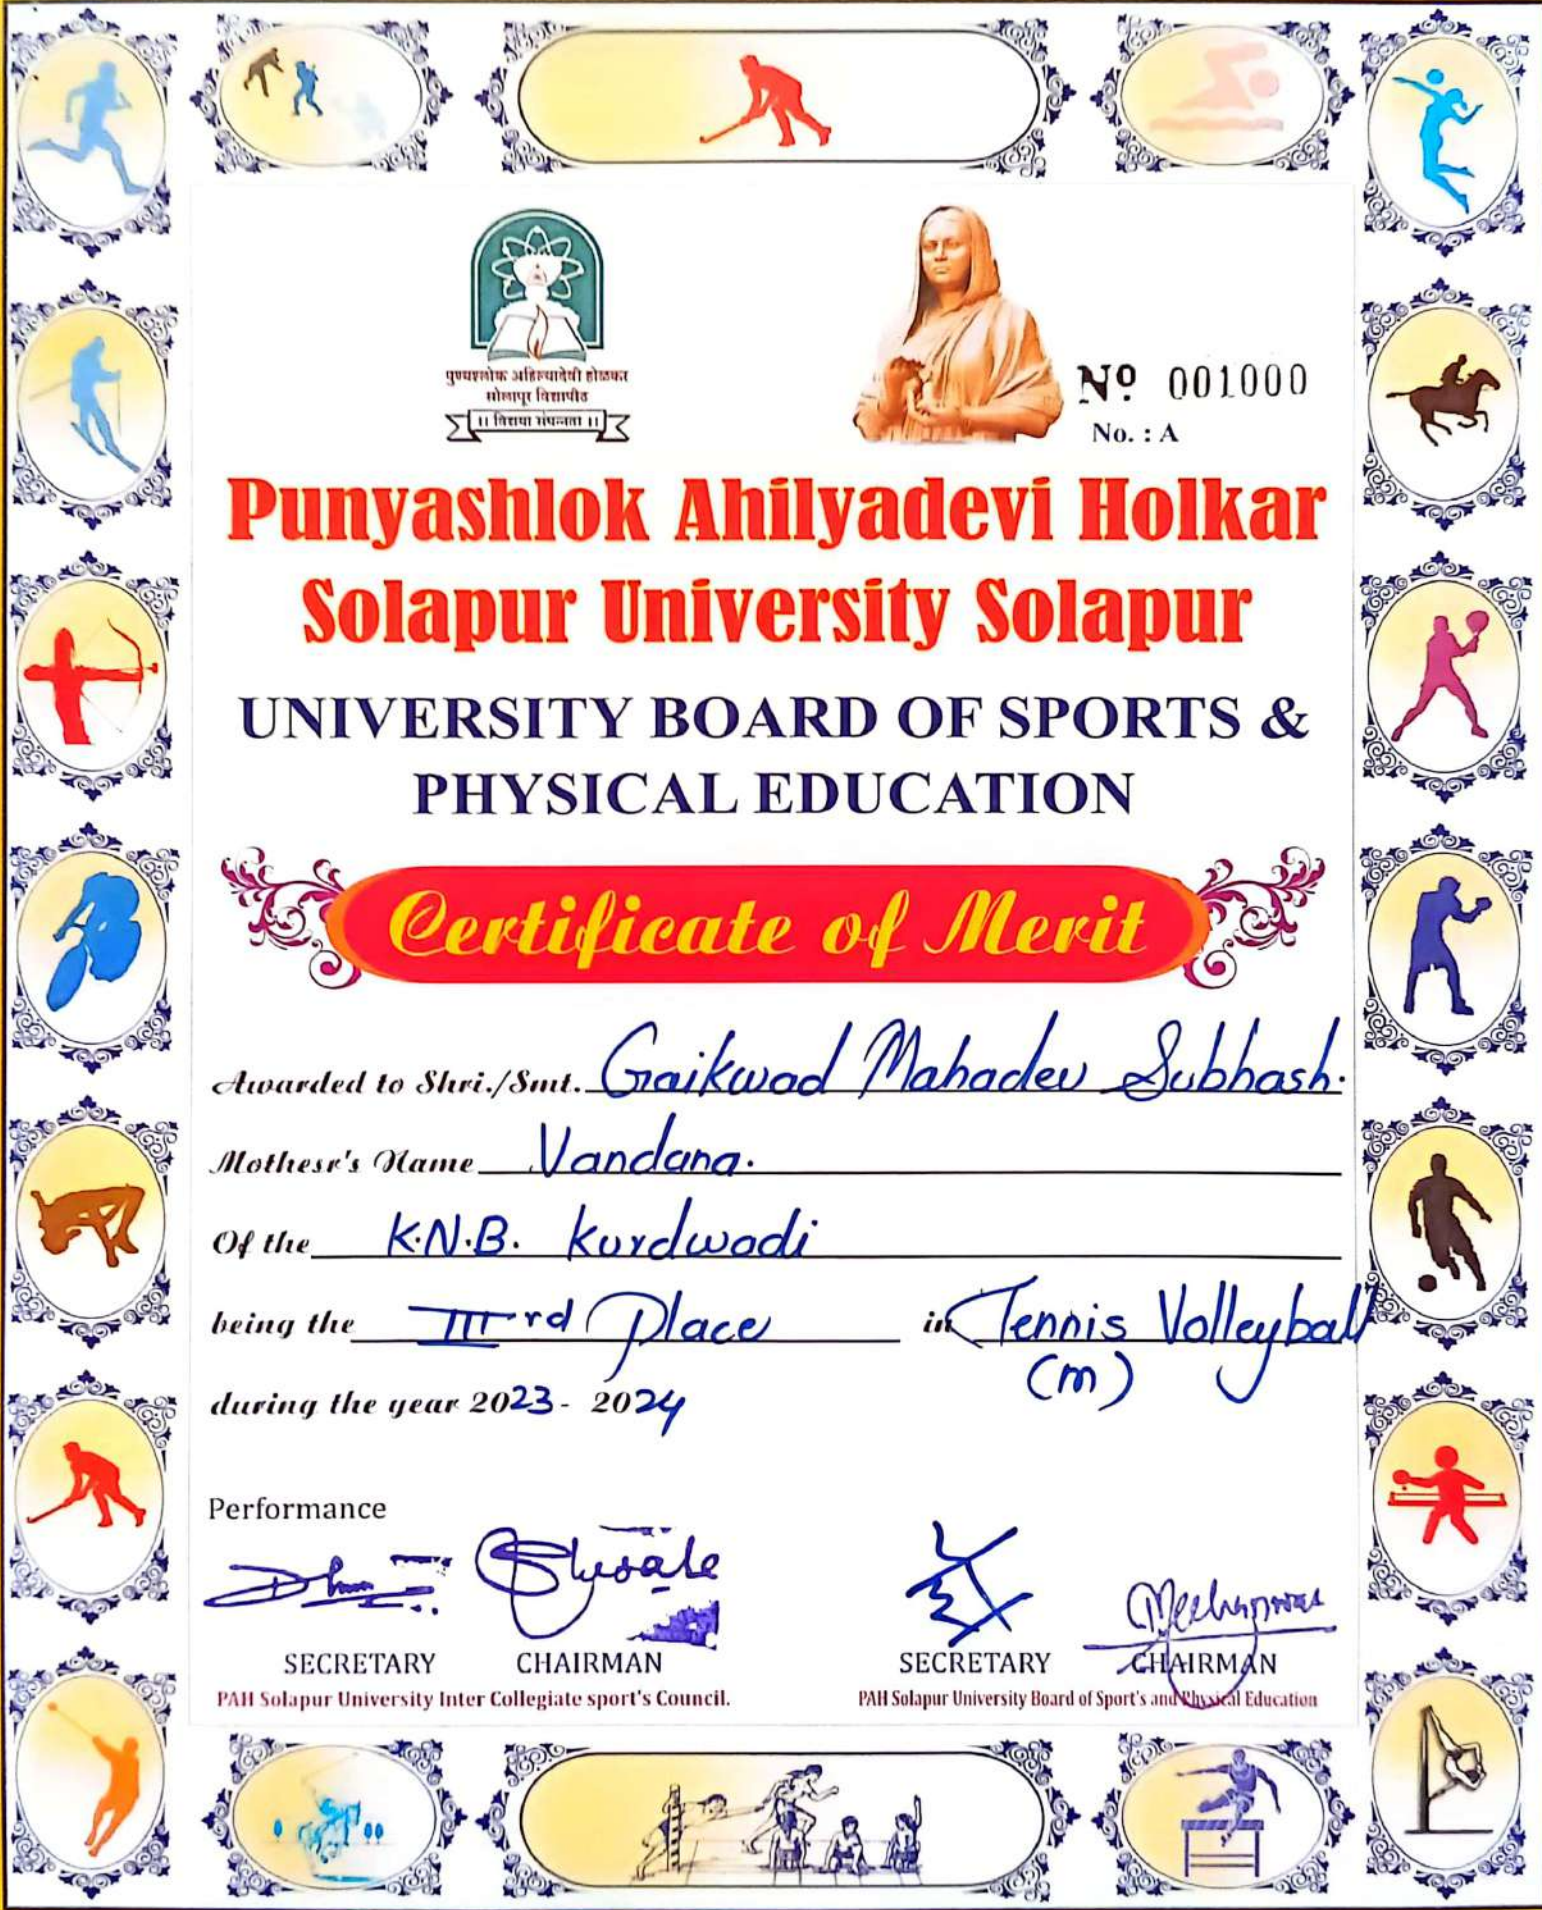 पुण्यश्लोक अहिल्यादेवी होळकर
सोलापूर विद्यापीठ
।। विद्यया संपन्नता ।।
Nº 001000
No. : A
Punyashlok Ahilyadevi Holkar
Solapur University Solapur
UNIVERSITY BOARD OF SPORTS &
PHYSICAL EDUCATION
Certificate of Merit
Awarded to Shri./Smt. Gaikwad Mahadev Subhash.
Mothesr's Name Vandana.
Of the K.N.B. Kurdwadi
being the IIIrd Place in Tennis Volleyball
(m)
during the year 2023 - 2024
Performance
SECRETARY CHAIRMAN SECRETARY CHAIRMAN
PAH Solapur University Inter Collegiate sport's Council. PAH Solapur University Board of Sport's and Physical Education